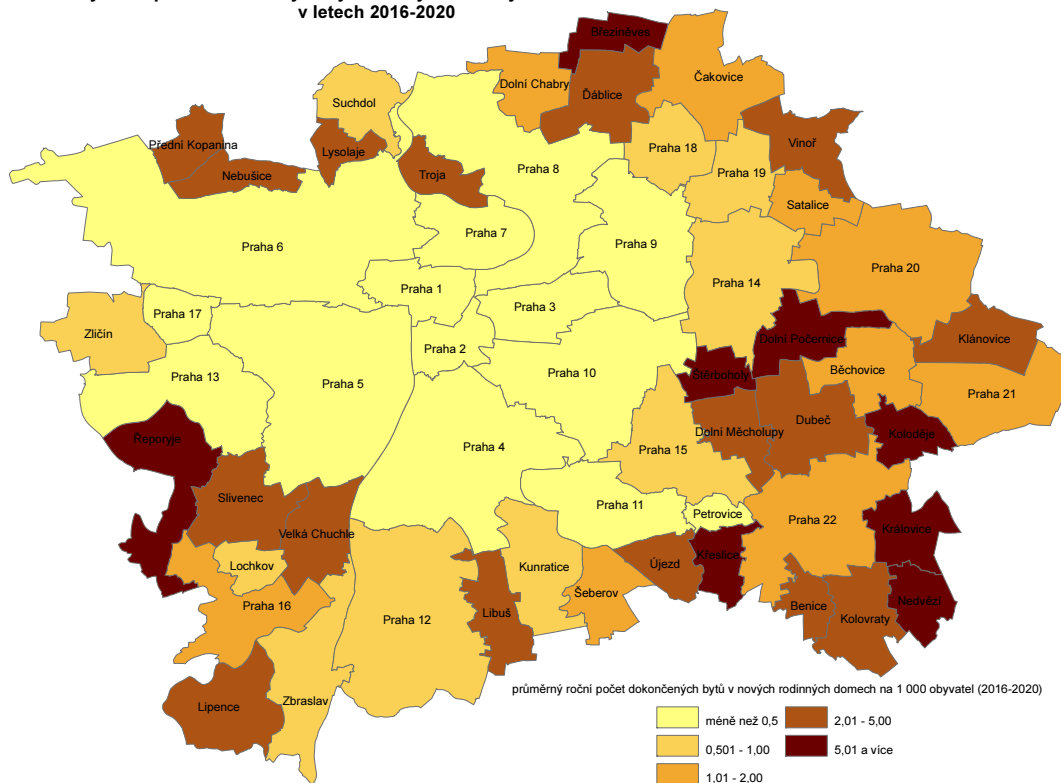 v letech 2016-2020
Březiněves
Dolní Chabry
Ďáblice
Čakovice
Suchdol
Přední Kopanina
Lysolaje
Nebušice
Troja
Praha 8
Praha 18
Vinoř
Praha 19
Satalice
Praha 6
Praha 7
Praha 9
Praha 20
Praha 1
Praha 14
Praha 17
Praha 3
Zličín
Praha 2
Dolní Počernice
Klánovice
Praha 13
Praha 5
Praha 10
Štěrboholy
Běchovice
Praha 21
Řeporyje
Praha 4
Praha 15
Dolní Měcholupy
Dubeč
Koloděje
Slivenec
Velká Chuchle
Praha 11
Petrovice
Praha 22
Královice
Lochkov
Kunratice
Újezd
Křeslice
Praha 16
Praha 12
Libuš
Šeberov
Benice
Kolovraty
Nedvězí
Lipence
Zbraslav
průměrný roční počet dokončených bytů v nových rodinných domech na 1 000 obyvatel (2016-2020)
méně než 0,5
2,01 - 5,00
0,501 - 1,00
5,01 a více
1,01 - 2,00